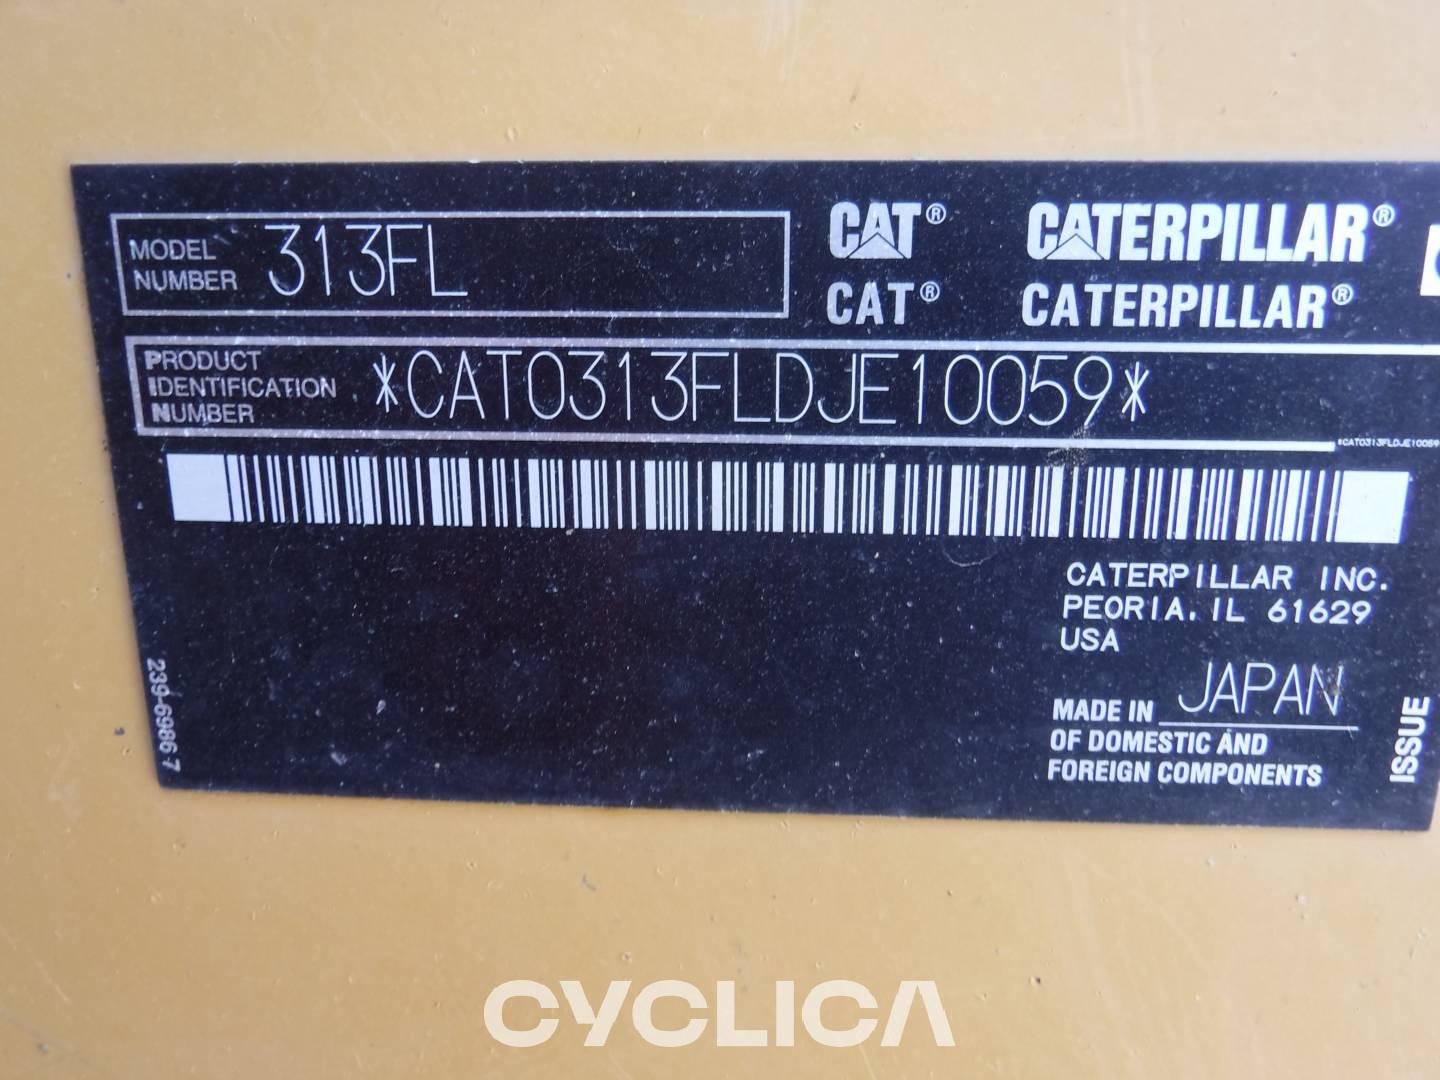 MODEL
NUMBER 313FL
CAT® CATERPILLAR®
CAT® CATERPILLAR®
PRODUCT
IDENTIFICATION
NUMBER *CAT0313FLDJE10059*
*CAT0313FLDJE10059
CATERPILLAR INC.
PEORIA, IL 61629
USA
MADE IN JAPAN
OF DOMESTIC AND
FOREIGN COMPONENTS
ISSUE
239-6986 7
CYCLICA